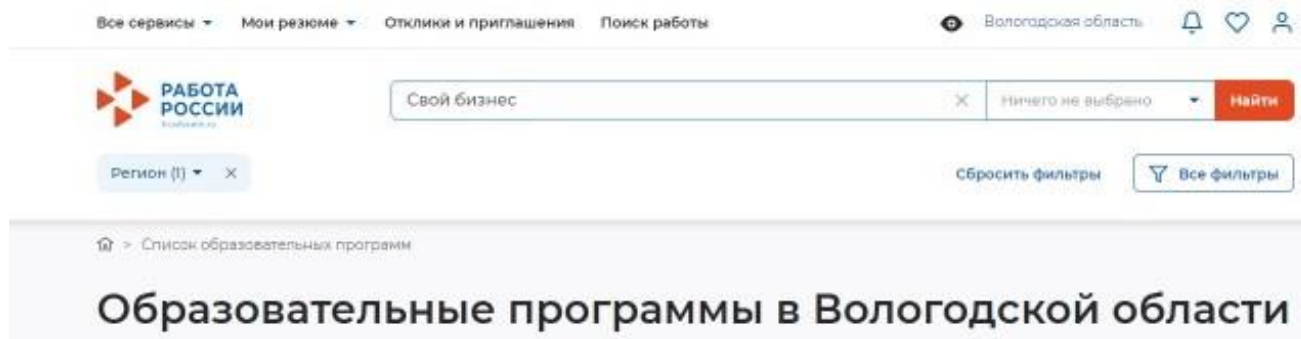 Все сервисы Мои резюме Отклики и приглашения Поиск работы Вологодская область
РАБОТА
РОССИИ
Свой бизнес Ничего не выбрано Найти
Регион (1) Сбросить фильтры Все фильтры
> Список образовательных программ
Образовательные программы в Вологодской области